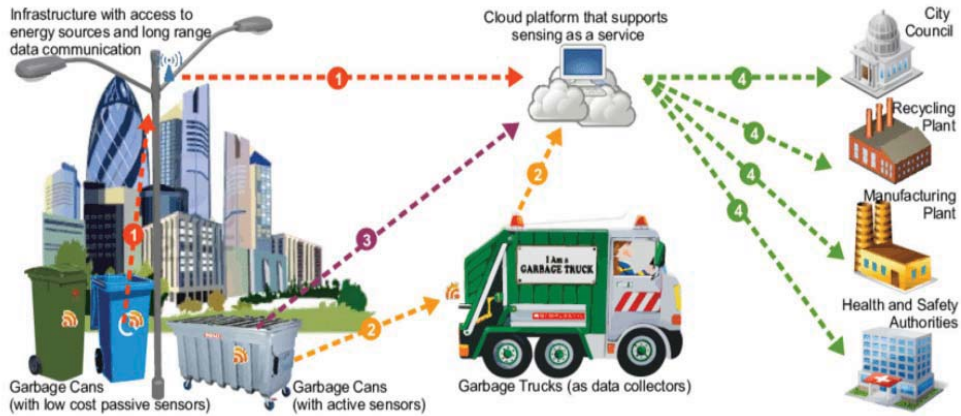 Infrastructure with access to
energy sources and long range
data communication
Cloud platform that supports
sensing as a service
City
Council
1
4
Recycling
Plant
4
2
4
Manufacturing
Plant
4
1
3
I Am a
GARBAGE TRUCK
2
Health and Safety
Authorities
Garbage Cans
(with low cost passive sensors)
Garbage Cans
(with active sensors)
Garbage Trucks (as data collectors)